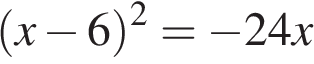 (x − 6)² = −24x